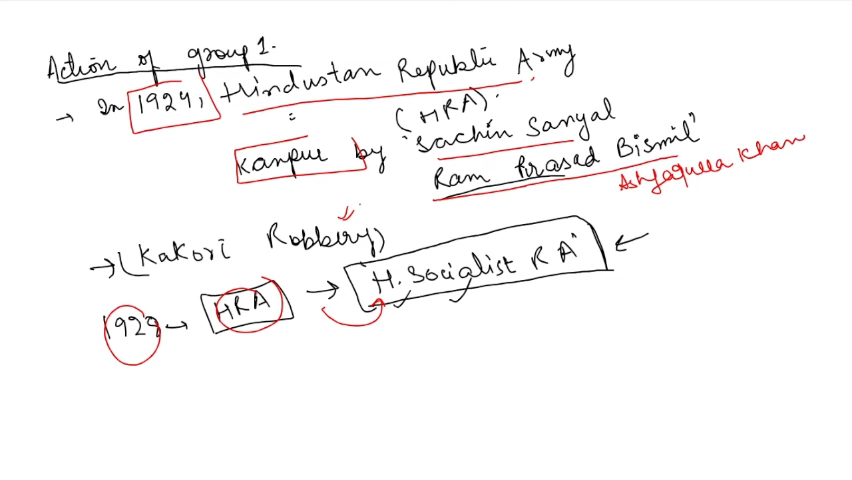 Action of group 1.
→ In 1924, Hindustan Republic Army
(HRA).
Kanpur by "Sachin Sanyal
Ram Prasad Bismil"
Ashfaqulla Khan
→ (Kakori Robbery)
1929 → HRA → "H. Socialist R A" ←